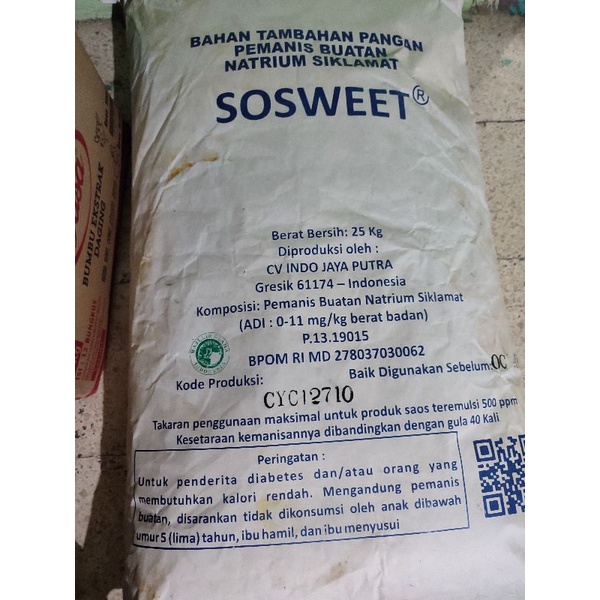 BAHAN TAMBAHAN PANGAN
PEMANIS BUATAN
NATRIUM SIKLAMAT
SOSWEET®
Berat Bersih: 25 Kg
Diproduksi oleh :
CV INDO JAYA PUTRA
Gresik 61174 – Indonesia
Komposisi: Pemanis Buatan Natrium Siklamat
(ADI : 0-11 mg/kg berat badan)
P.13.19015
BPOM RI MD 278037030062
Kode Produksi:
CYC12710
Baik Digunakan Sebelum:
Takaran penggunaan maksimal untuk produk saos teremulsi 500 ppm
Kesetaraan kemanisannya dibandingkan dengan gula 40 Kali
Peringatan :
Untuk penderita diabetes dan/atau orang yang
membutuhkan kalori rendah. Mengandung pemanis
buatan, disarankan tidak dikonsumsi oleh anak dibawah
umur 5 (lima) tahun, ibu hamil, dan ibu menyusui
BUMBU EKSTRAK
DAGING